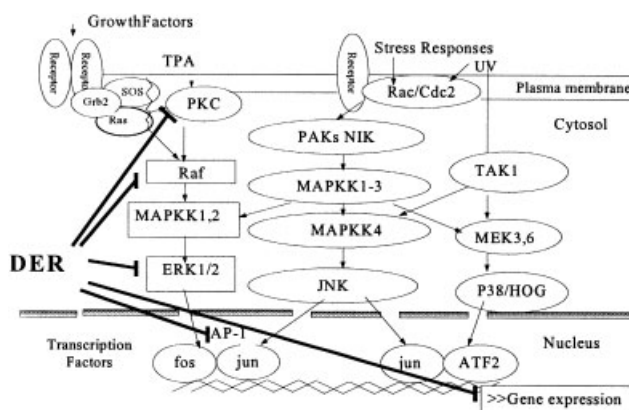 GrowthFactors
Receptor
Receptor
Grb2
SOS
Ras
TPA
PKC
Receptor
Stress Responses
UV
Rac/Cdc2
Plasma membrane
Cytosol
PAKs NIK
Raf
MAPKK1-3
TAK1
MAPKK1,2
MAPKK4
MEK3,6
DER
ERK1/2
JNK
P38/HOG
Transcription
Factors
AP-1
Nucleus
fos
jun
jun
ATF2
>>Gene expression